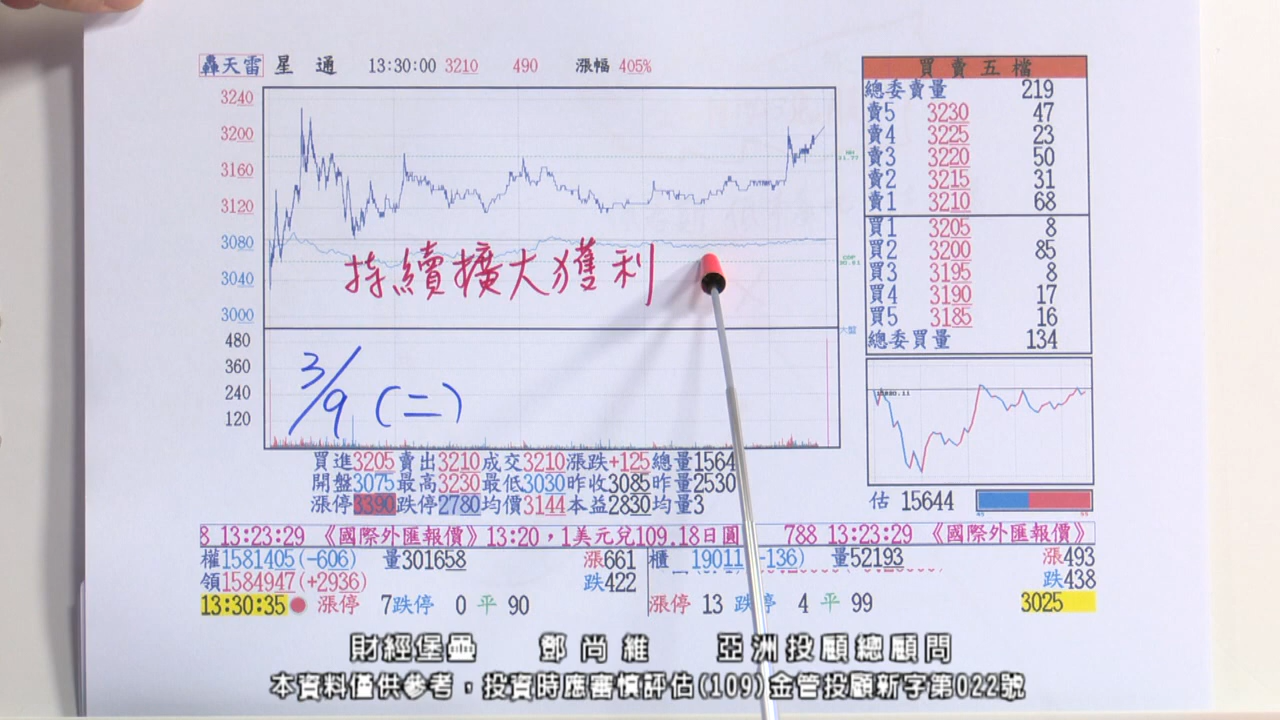 轟天雷 星 通 13:30:00 3210 490 漲幅 405%
3240
3200
3160
3120
3080
3040
3000
480
360
240
120
持續擴大獲利
3/9 (二)
買賣五檔
總委賣量 219
賣5 3230 47
賣4 3225 23
賣3 3220 50
賣2 3215 31
賣1 3210 68
買1 3205 8
買2 3200 85
買3 3195 8
買4 3190 17
買5 3185 16
總委買量 134
大盤
估 15644
買進3205賣出3210成交3210漲跌+125總量1564
開盤3075最高3230最低3030昨收3085昨量2530
漲停3390跌停2780均價3144本益2830均量3
8 13:23:29 《國際外匯報價》13:20，1美元兌109.18日圓 788 13:23:29 《國際外匯報價》
權1581405(-606) 量301658 漲661 櫃 19011(-136) 量52193 漲493
領1584947(+2936) 跌422 跌438
13:30:35 漲停 7跌停 0 平 90 漲停 13 跌停 4 平 99 3025
財經堡壘 鄧尚維 亞洲投顧總顧問
本資料僅供參考，投資時應審慎評估(109)金管投顧新字第022號